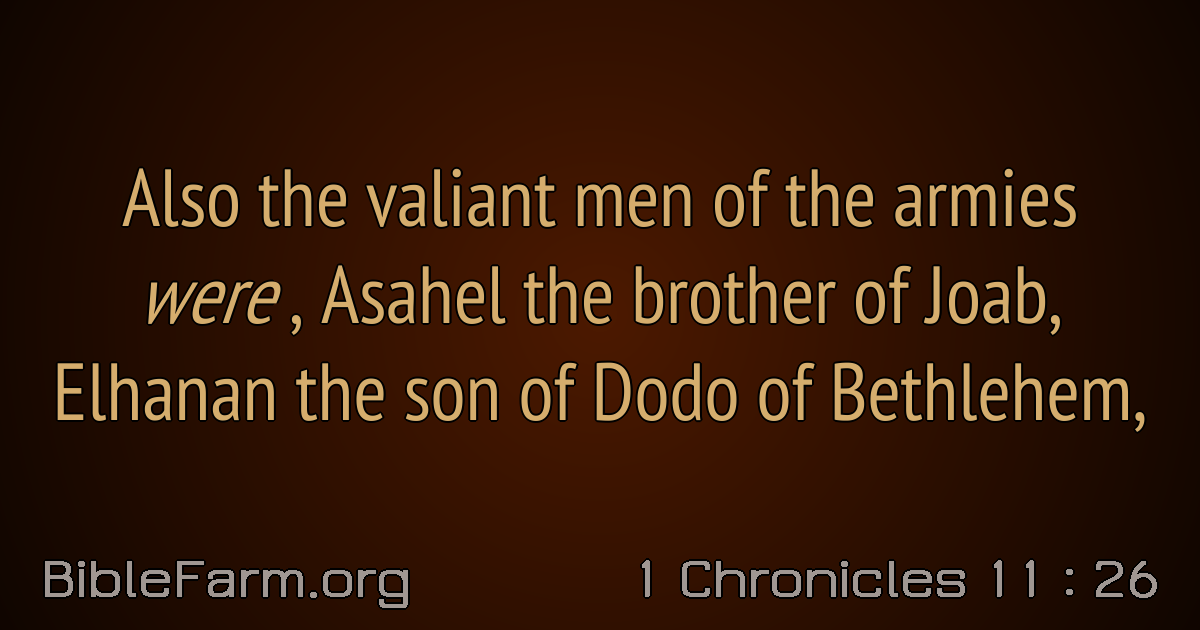 Also the valiant men of the armies
were , Asahel the brother of Joab,
Elhanan the son of Dodo of Bethlehem,
BibleFarm.org
1 Chronicles 11 : 26